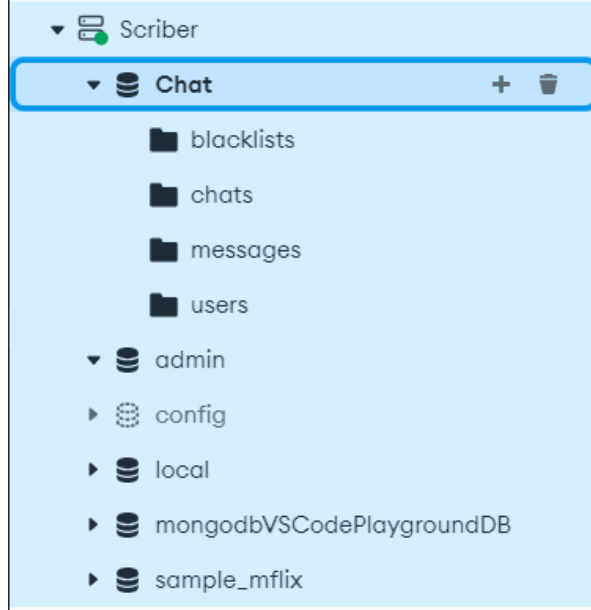 Scriber
Chat
blacklists
chats
messages
users
admin
config
local
mongodbVSCodePlaygroundDB
sample_mflix